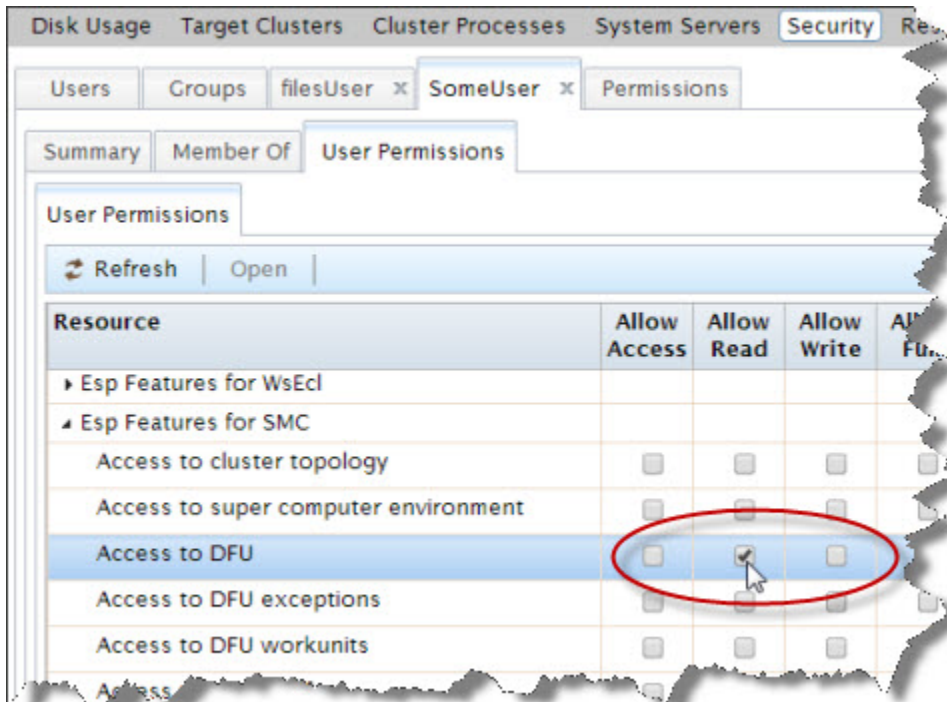 Disk Usage Target Clusters Cluster Processes System Servers Security
Users Groups filesUser x SomeUser x Permissions
Summary Member Of User Permissions
User Permissions
Refresh Open
Resource Allow Access Allow Read Allow Write
Esp Features for WsEcl
Esp Features for SMC
Access to cluster topology
Access to super computer environment
Access to DFU
Access to DFU exceptions
Access to DFU workunits